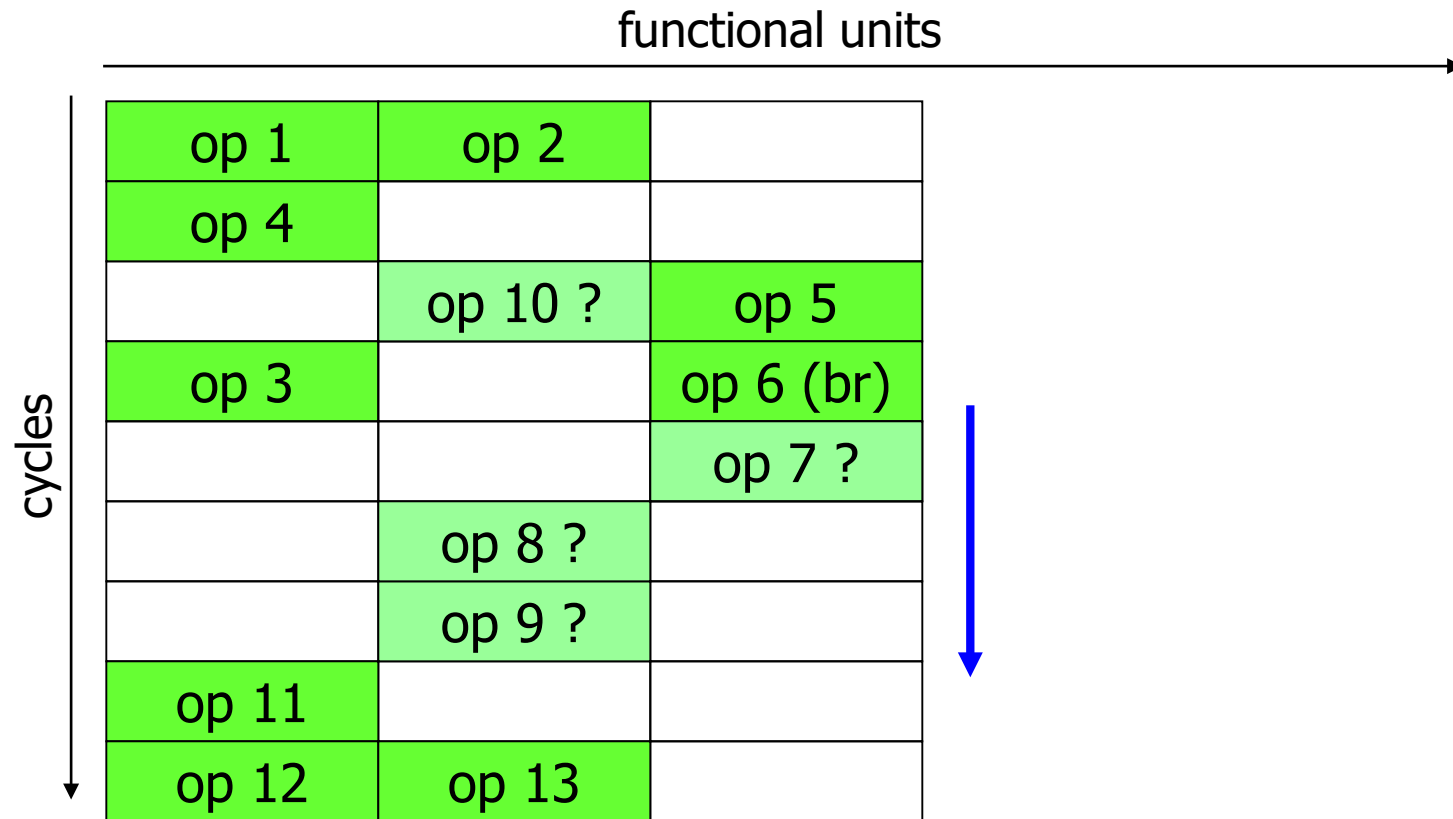 functional units
cycles
op 1 op 2
op 4
op 10 ? op 5
op 3 op 6 (br)
op 7 ?
op 8 ?
op 9 ?
op 11
op 12 op 13